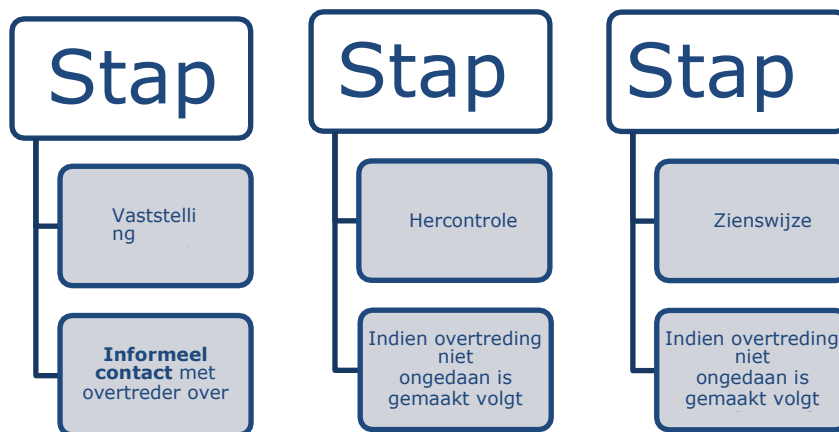 Stap
Vaststelli
ng
Informeel
contact met
overtreder over
Stap
Hercontrole
Indien overtreding
niet
ongedaan is
gemaakt volgt
Stap
Zienswijze
Indien overtreding
niet
ongedaan is
gemaakt volgt